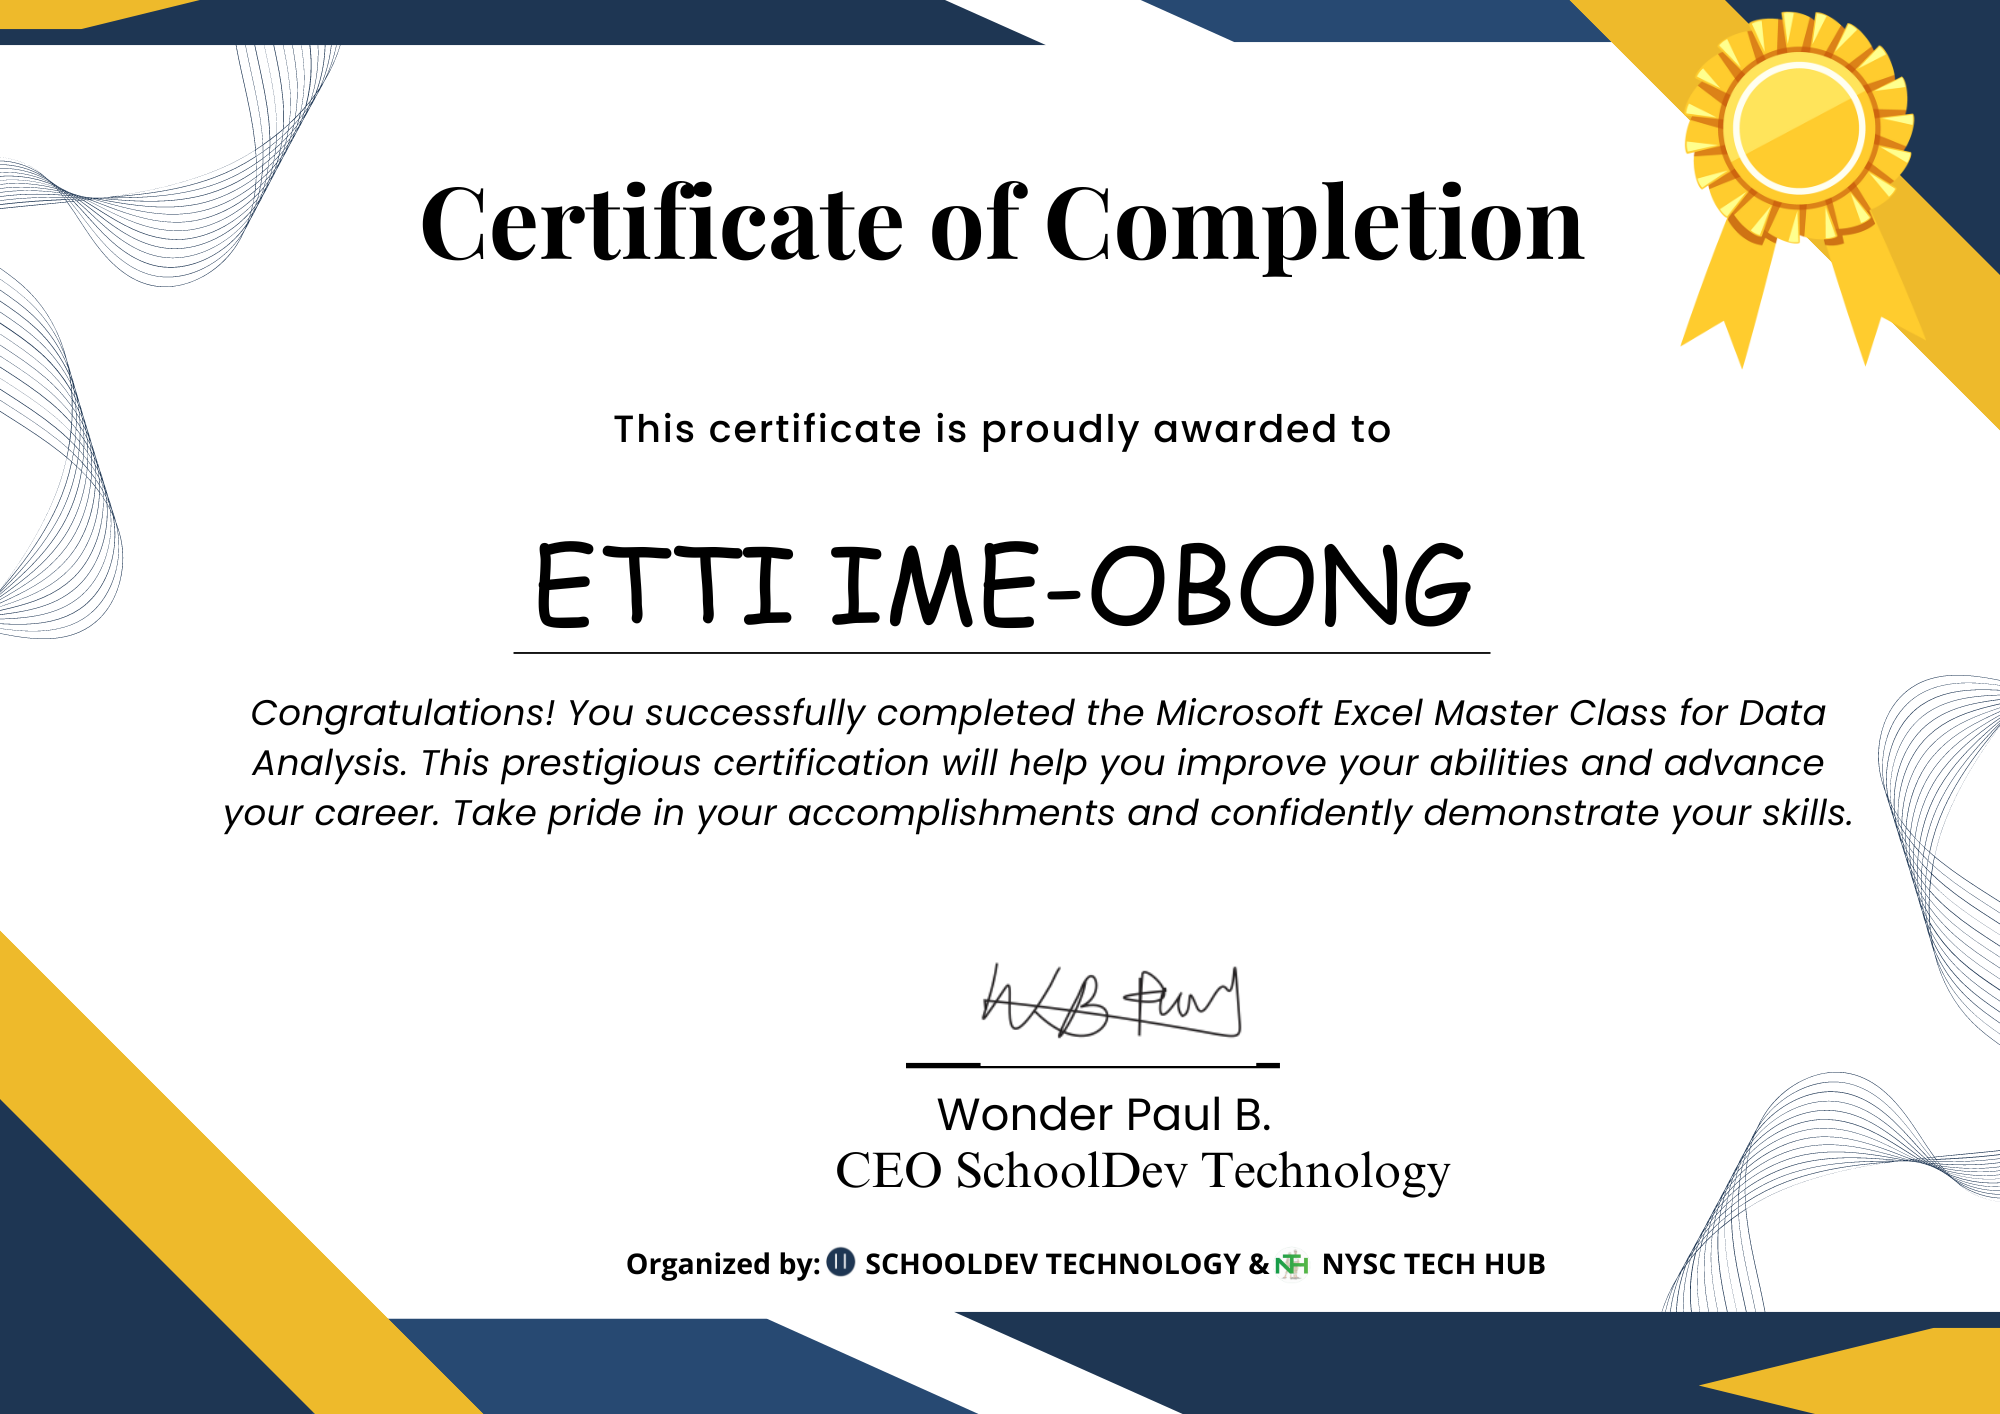 Certificate of Completion
This certificate is proudly awarded to
ETTI IME-OBONG
Congratulations! You successfully completed the Microsoft Excel Master Class for Data
Analysis. This prestigious certification will help you improve your abilities and advance
your career. Take pride in your accomplishments and confidently demonstrate your skills.
Wonder Paul B.
CEO SchoolDev Technology
Organized by: SCHOOLDEV TECHNOLOGY & NTH NYSC TECH HUB